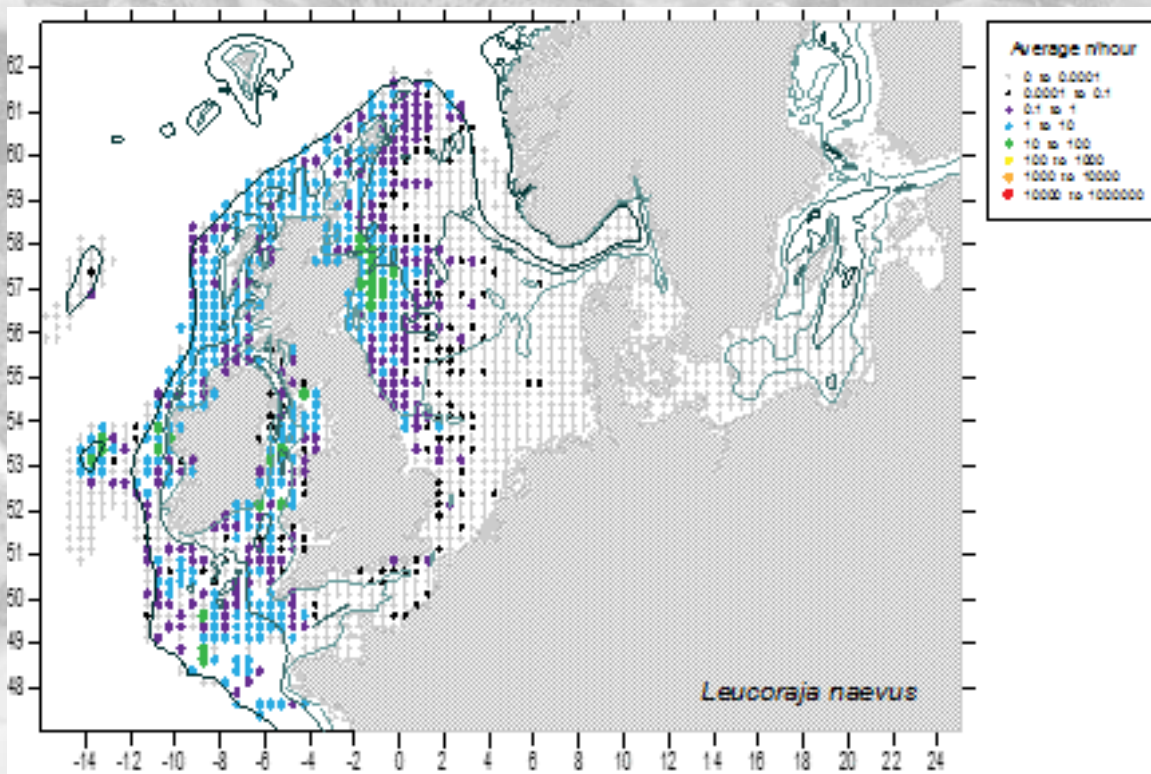 Average n/hour
0 to 0.0001
0.0001 to 0.1
0.1 to 1
1 to 10
10 to 100
100 to 1000
1000 to 10000
10000 to 1000000
62
61
60
59
58
57
56
55
54
53
52
51
50
49
48
Leucoraja naevus
-14 -12 -10 -8 -6 -4 -2 0 2 4 6 8 10 12 14 16 18 20 22 24